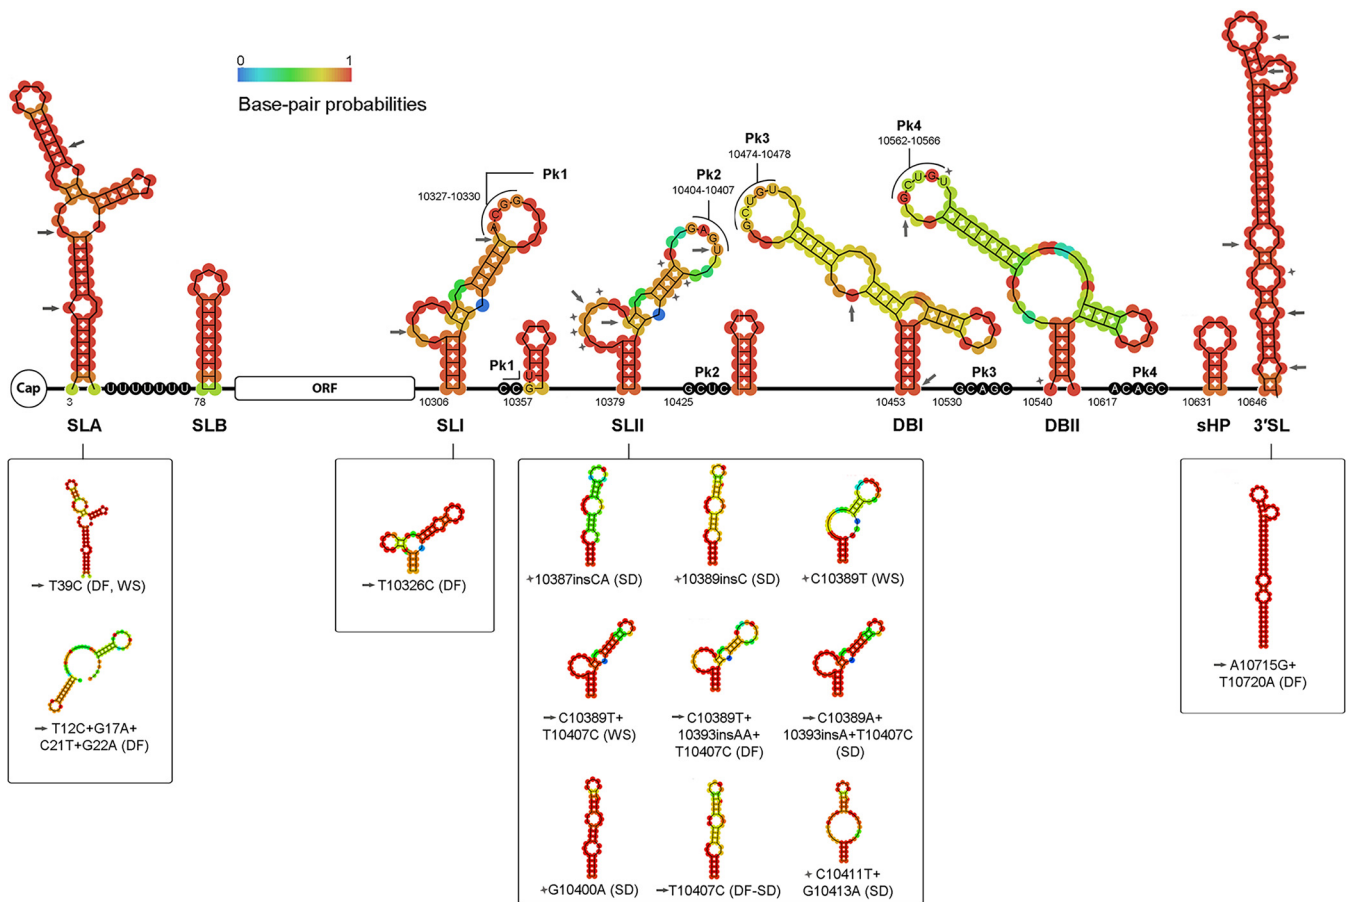 0 1
Base-pair probabilities
Pk1
10327-10330
A C G G
Pk2
10404-10407
G A G U
Pk3
10474-10478
G C U G U
Pk4
10562-10566
G C U G U
Cap
U U U U U U U
ORF
Pk1
C C U G
Pk2
G C U C
Pk3
G C A G C
Pk4
A C A G C
3 78 10306 10357 10379 10425 10453 10530 10540 10617 10631 10646
SLA SLB SLI SLII DBI DBII sHP 3′SL
T39C (DF, WS)
T12C+G17A+
C21T+G22A (DF)
T10326C (DF)
+10387insCA (SD)
+10389insC (SD)
+C10389T (WS)
C10389T+
T10407C (WS)
C10389T+
10393insAA+
T10407C (DF)
C10389A+
10393insA+T10407C
(SD)
+G10400A (SD)
T10407C (DF-SD)
+ C10411T+
G10413A (SD)
A10715G+
T10720A (DF)